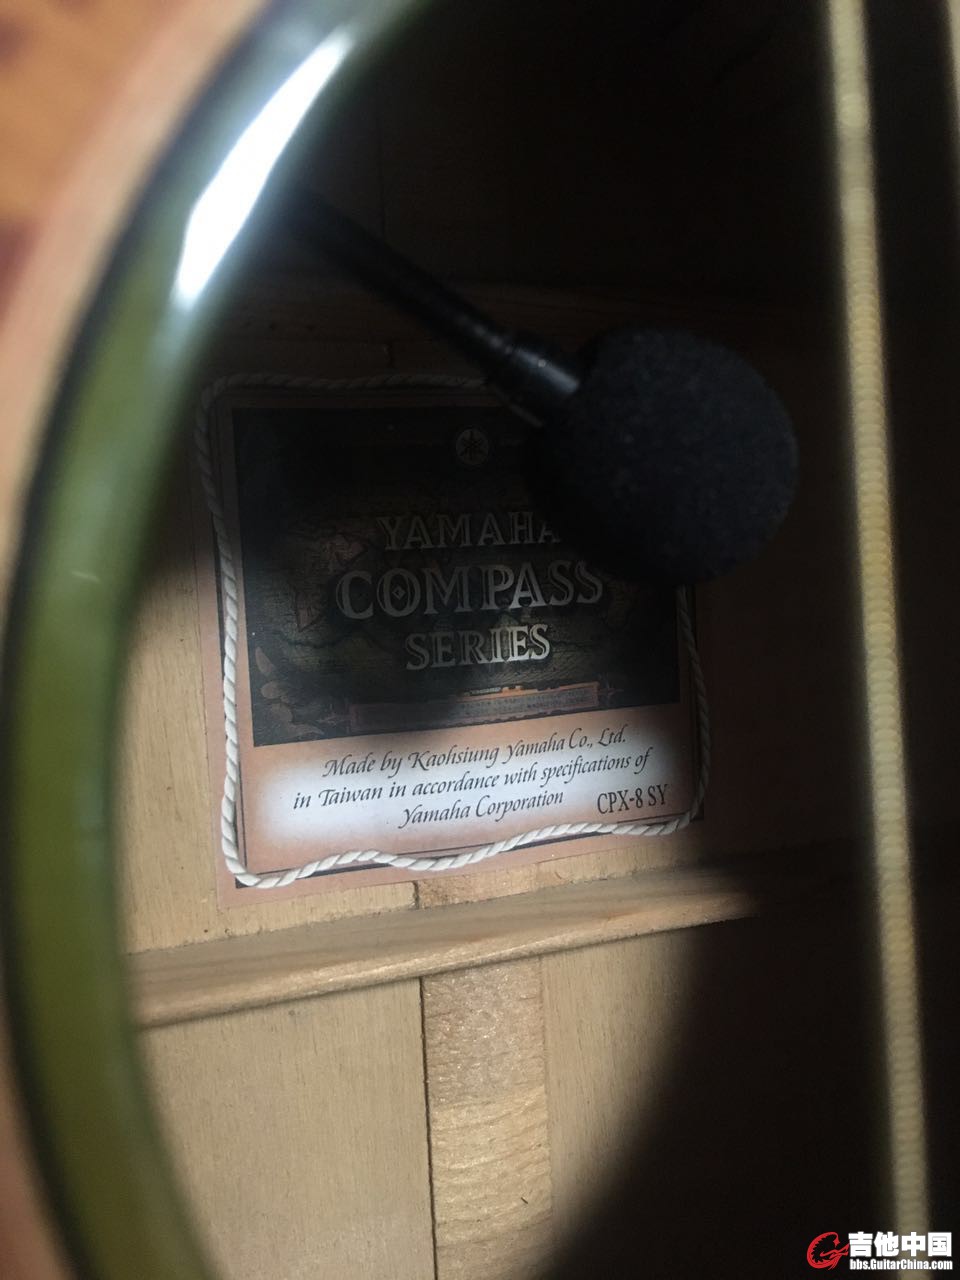 YAMAHA
COMPASS
SERIES
Made by Kaohsiung Yamaha Co., Ltd.
in Taiwan in accordance with specifications of
Yamaha Corporation
CPX-8 SY
吉他中国
bbs.GuitarChina.com